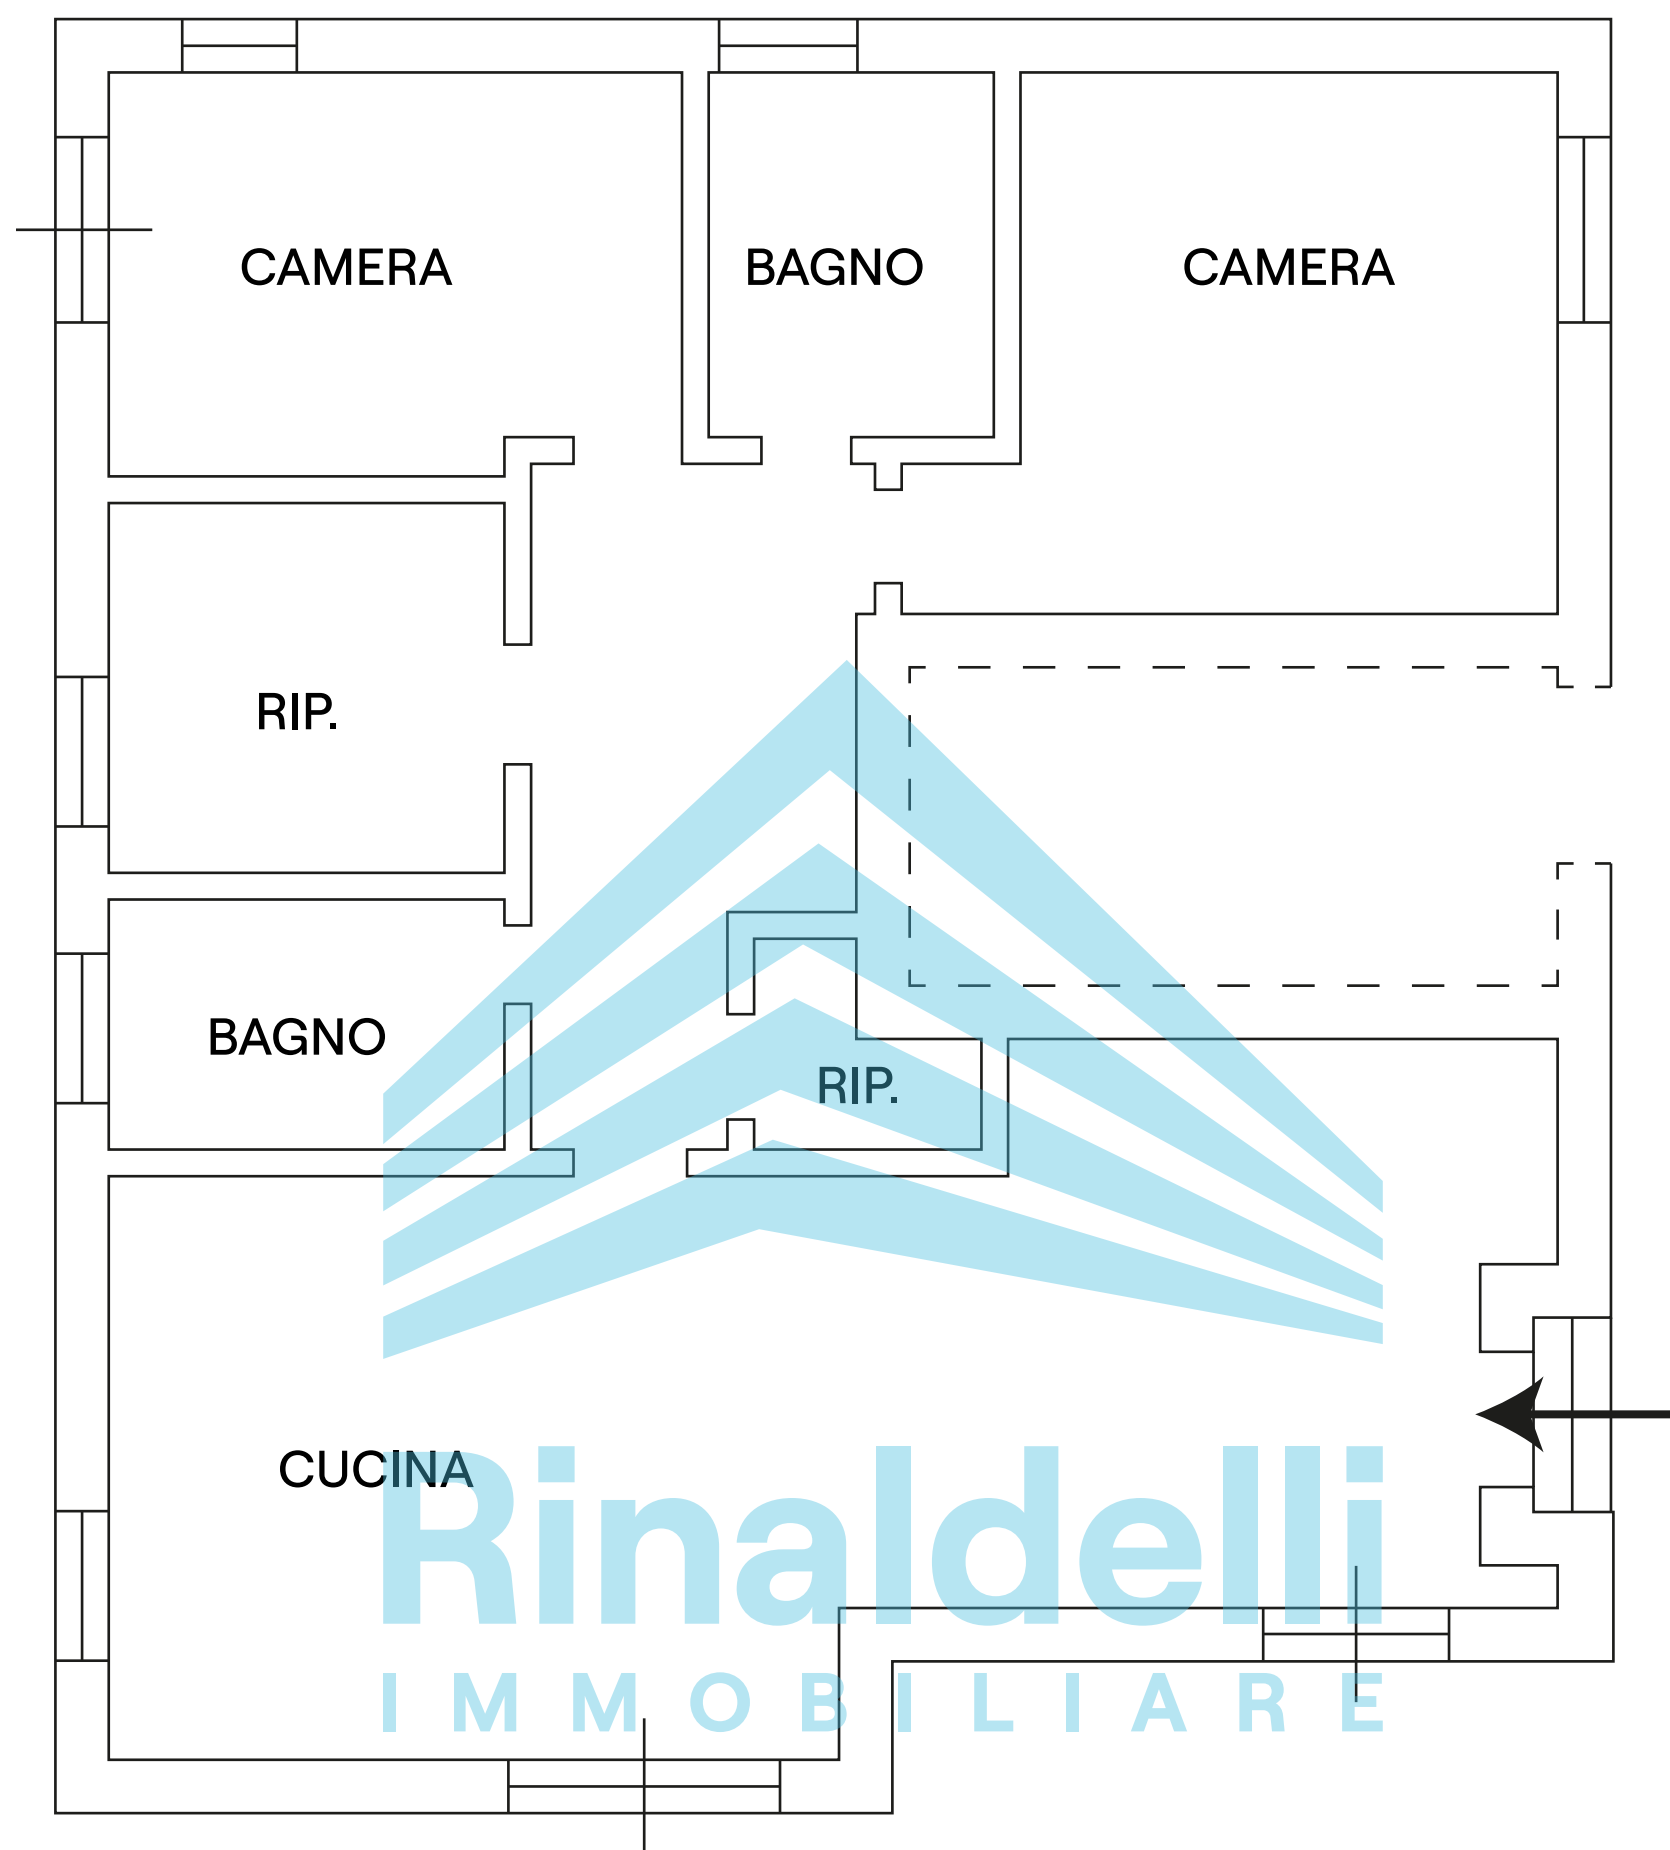 CAMERA
BAGNO
CAMERA
RIP.
BAGNO
RIP.
CUCINA
Rinaldelli
IMMOBILIARE